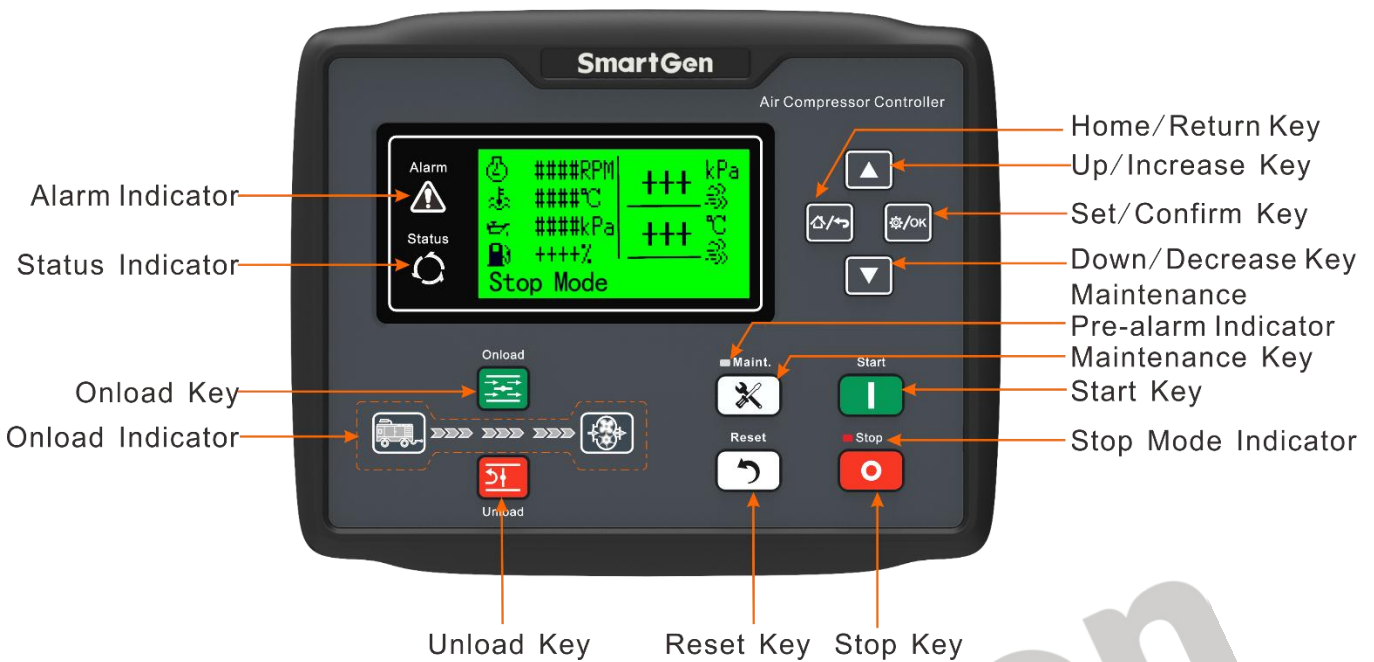 SmartGen
Air Compressor Controller
Alarm
Status
####RPM
####℃
####kPa
++++%
+++ kPa
+++ ℃
Stop Mode
⌂/↩
⚙/OK
Onload
Unload
Maint.
Start
Reset
Stop
Alarm Indicator
Status Indicator
Onload Key
Onload Indicator
Home/Return Key
Up/Increase Key
Set/Confirm Key
Down/Decrease Key
Maintenance
Pre-alarm Indicator
Maintenance Key
Start Key
Stop Mode Indicator
Unload Key
Reset Key
Stop Key
n